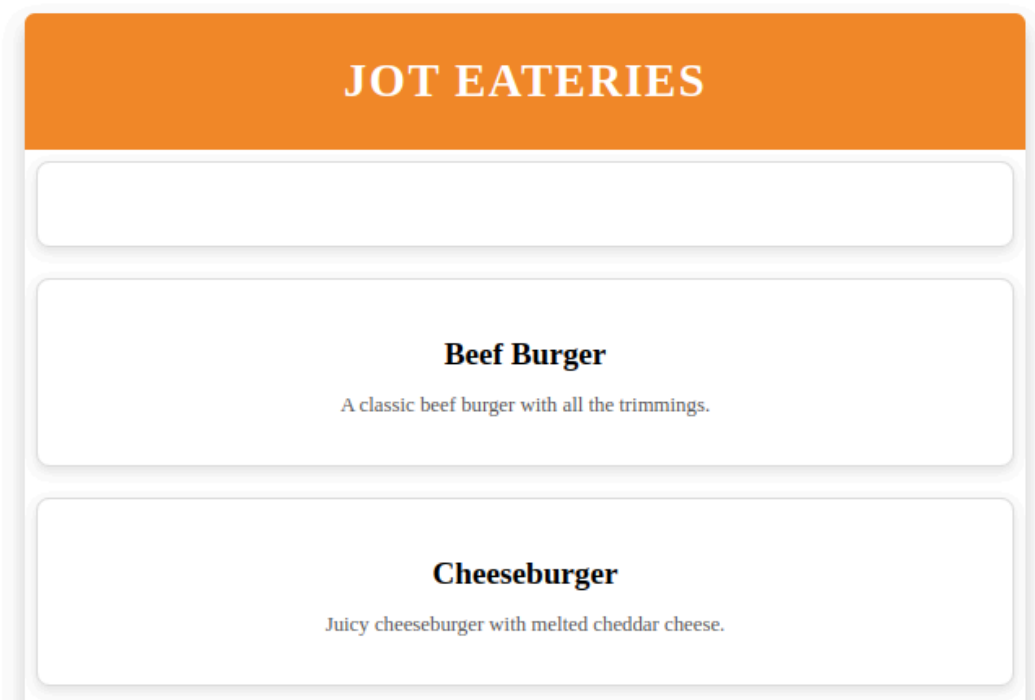 JOT EATERIES
Beef Burger
A classic beef burger with all the trimmings.
Cheeseburger
Juicy cheeseburger with melted cheddar cheese.